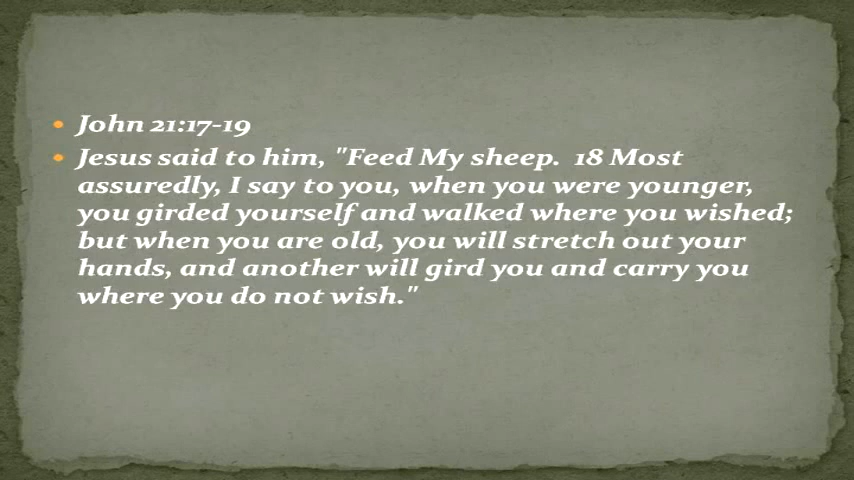 • John 21:17-19
• Jesus said to him, "Feed My sheep.  18 Most
assuredly, I say to you, when you were younger,
you girded yourself and walked where you wished;
but when you are old, you will stretch out your
hands, and another will gird you and carry you
where you do not wish."